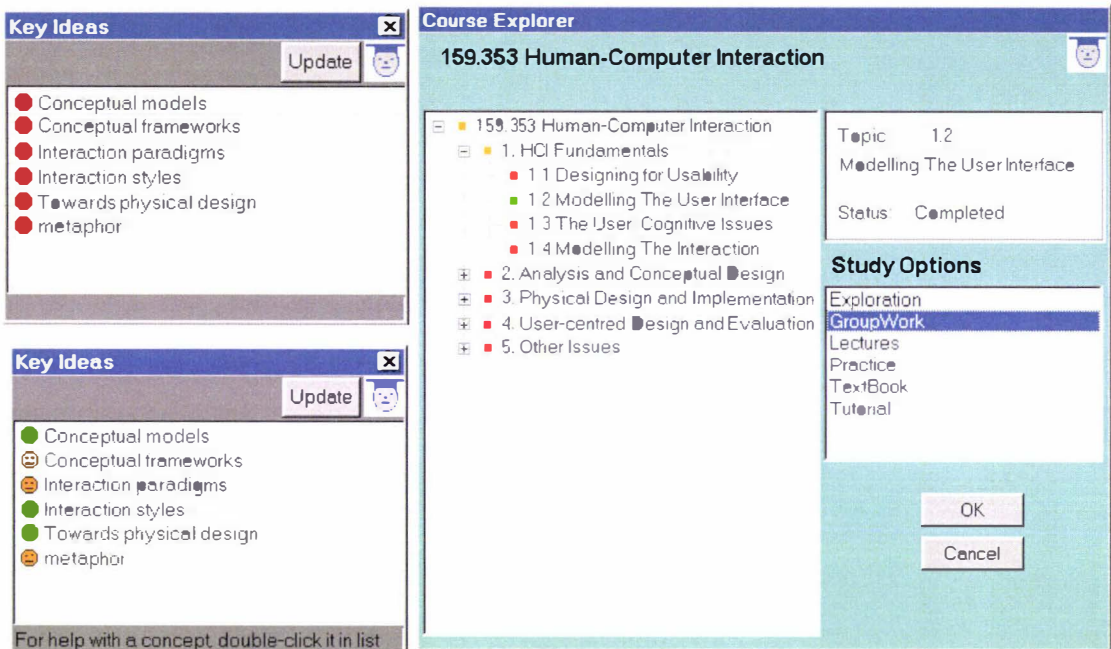 Key Ideas
Update
Conceptual models
Conceptual frameworks
Interaction paradigms
Interaction styles
Towards physical design
metaphor
Key Ideas
Update
Conceptual models
Conceptual frameworks
Interaction paradigms
Interaction styles
Towards physical design
metaphor
For help with a concept, double-click it in list
Course Explorer
159.353 Human-Computer Interaction
159.353 Human-Computer Interaction
1. HCI Fundamentals
1.1 Designing for Usability
1.2 Modelling The User Interface
1.3 The User: Cognitive Issues
1.4 Modelling The Interaction
2. Analysis and Conceptual Design
3. Physical Design and Implementation
4. User-centred Design and Evaluation
5. Other Issues
Topic 1.2
Modelling The User Interface
Status: Completed
Study Options
Exploration
GroupWork
Lectures
Practice
TextBook
Tutorial
OK
Cancel